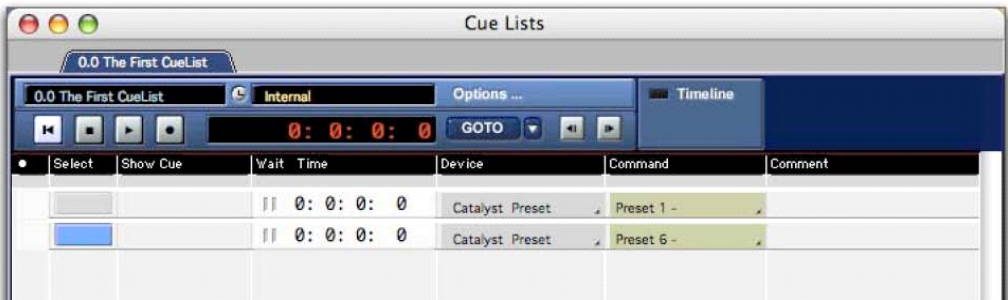 Cue Lists
0.0 The First CueList
0.0 The First CueList Internal Options ... Timeline
0: 0: 0: 0 GOTO
Select Show Cue Wait Time Device Command Comment
0: 0: 0: 0 Catalyst Preset Preset 1 -
0: 0: 0: 0 Catalyst Preset Preset 6 -